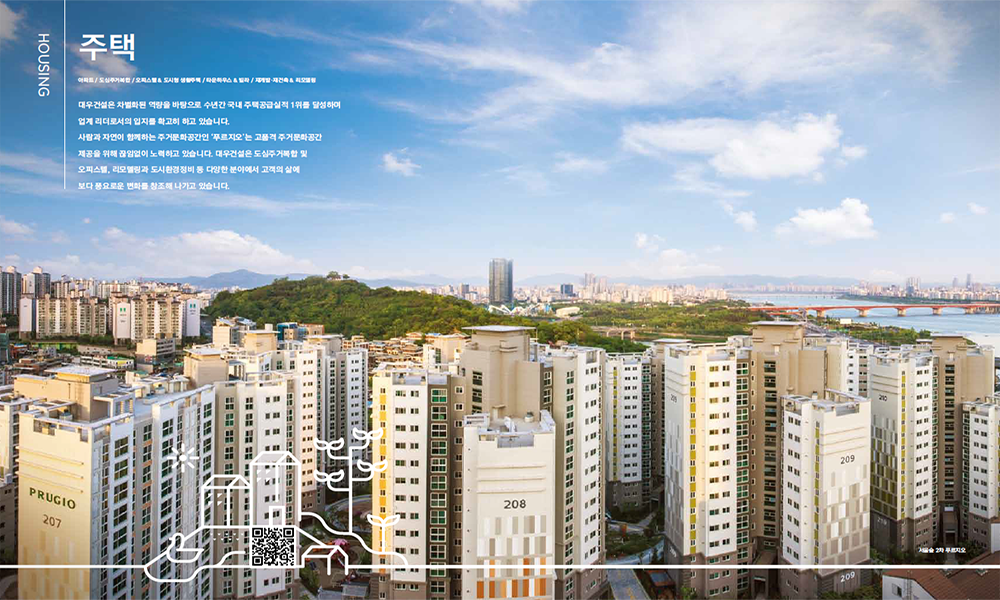 HOUSING
주택
아파트 / 도심주거복합 / 오피스텔 & 도시형 생활주택 / 타운하우스 & 빌라 / 재개발·재건축 & 리모델링
대우건설은 차별화된 역량을 바탕으로 수년간 국내 주택공급실적 1위를 달성하며
업계 리더로서의 입지를 확고히 하고 있습니다.
사람과 자연이 함께하는 주거문화공간인 '푸르지오'는 고품격 주거문화공간
제공을 위해 끊임없이 노력하고 있습니다. 대우건설은 도심주거복합 및
오피스텔, 리모델링과 도시환경정비 등 다양한 분야에서 고객의 삶에
보다 풍요로운 변화를 창조해 나가고 있습니다.
210
209
PRUGIO
207
208
서울숲 2차 푸르지오
209